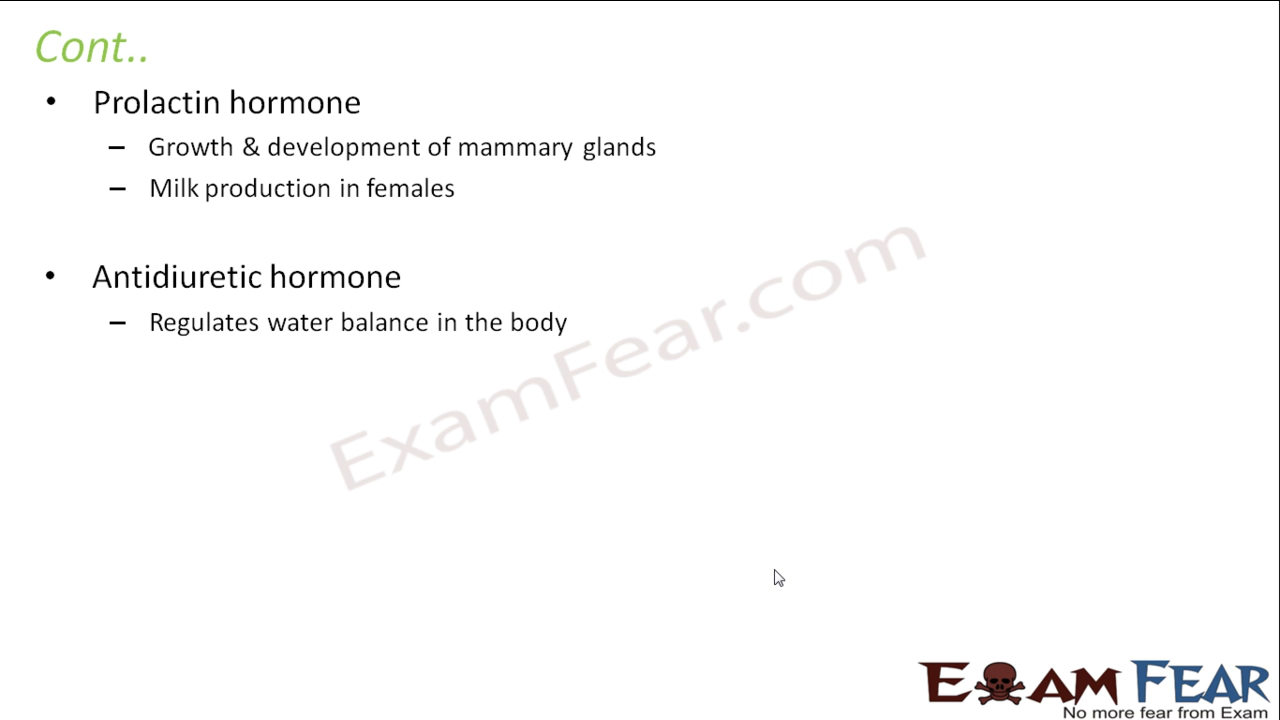 Cont..
• Prolactin hormone
– Growth & development of mammary glands
– Milk production in females
• Antidiuretic hormone
– Regulates water balance in the body
ExamFear.com
EXAM FEAR
No more fear from Exam